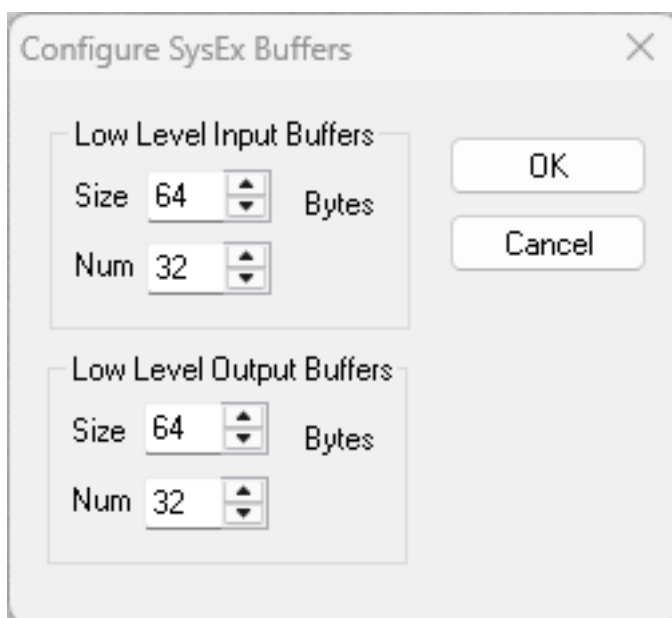 Configure SysEx Buffers
Low Level Input Buffers
Size 64 Bytes
Num 32
OK
Cancel
Low Level Output Buffers
Size 64 Bytes
Num 32